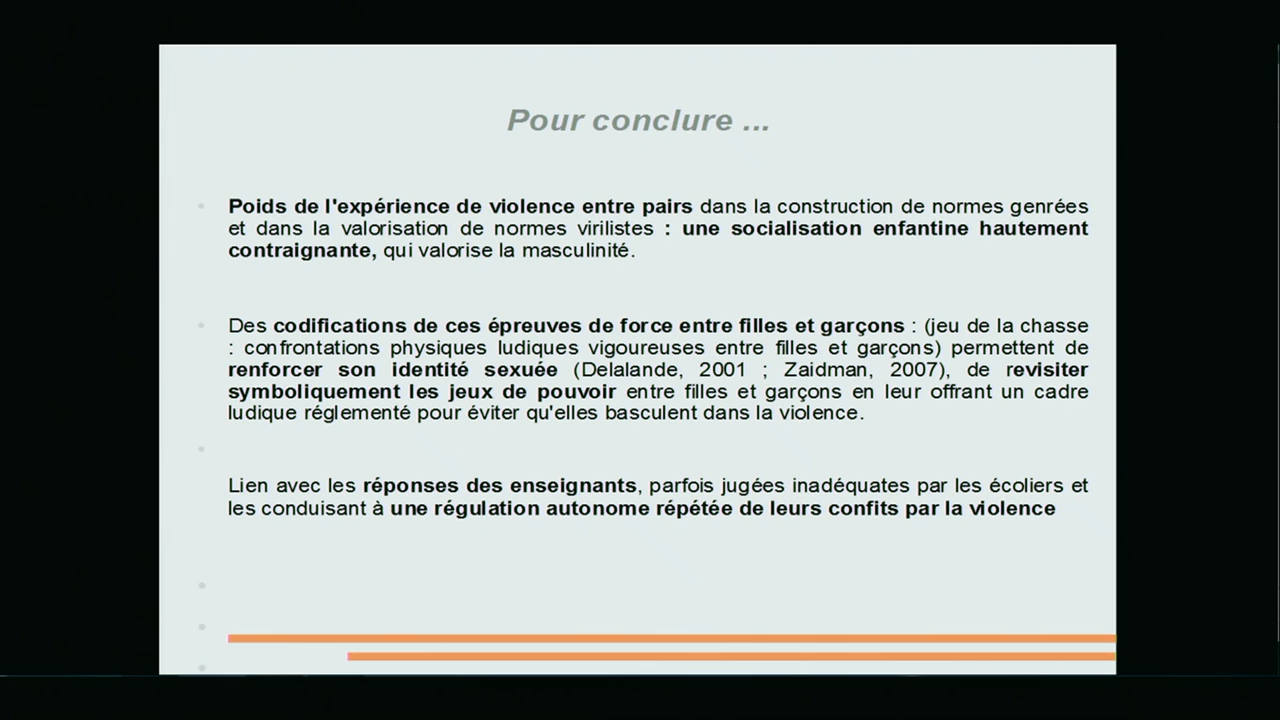 Pour conclure ...
Poids de l'expérience de violence entre pairs dans la construction de normes genrées
et dans la valorisation de normes virilistes : une socialisation enfantine hautement
contraignante, qui valorise la masculinité.
Des codifications de ces épreuves de force entre filles et garçons : (jeu de la chasse
: confrontations physiques ludiques vigoureuses entre filles et garçons) permettent de
renforcer son identité sexuée (Delalande, 2001 ; Zaidman, 2007), de revisiter
symboliquement les jeux de pouvoir entre filles et garçons en leur offrant un cadre
ludique réglementé pour éviter qu'elles basculent dans la violence.
Lien avec les réponses des enseignants, parfois jugées inadéquates par les écoliers et
les conduisant à une régulation autonome répétée de leurs confits par la violence